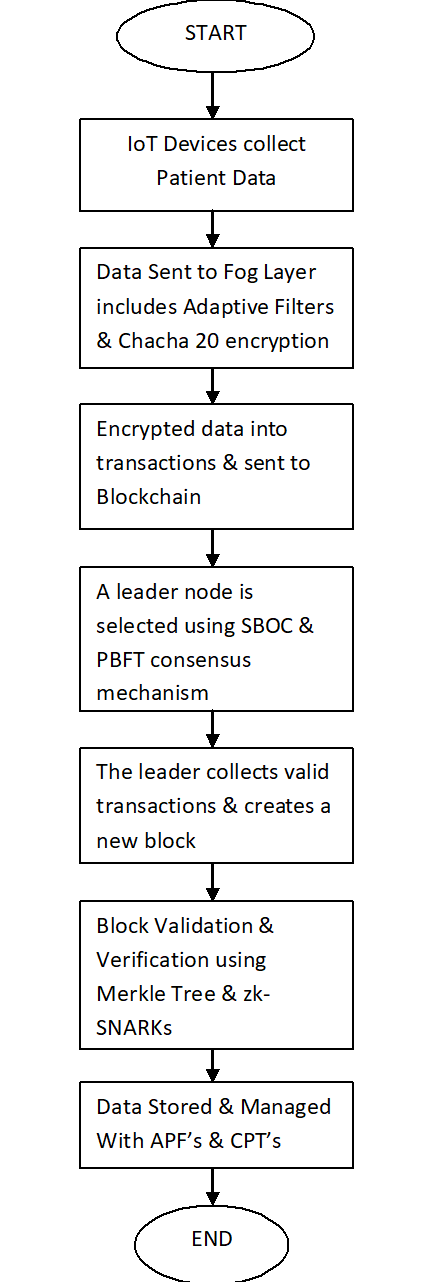 START
IoT Devices collect
Patient Data
Data Sent to Fog Layer
includes Adaptive Filters
& Chacha 20 encryption
Encrypted data into
transactions & sent to
Blockchain
A leader node is
selected using SBOC &
PBFT consensus
mechanism
The leader collects valid
transactions & creates a
new block
Block Validation &
Verification using
Merkle Tree & zk-
SNARKs
Data Stored & Managed
With APF’s & CPT’s
END